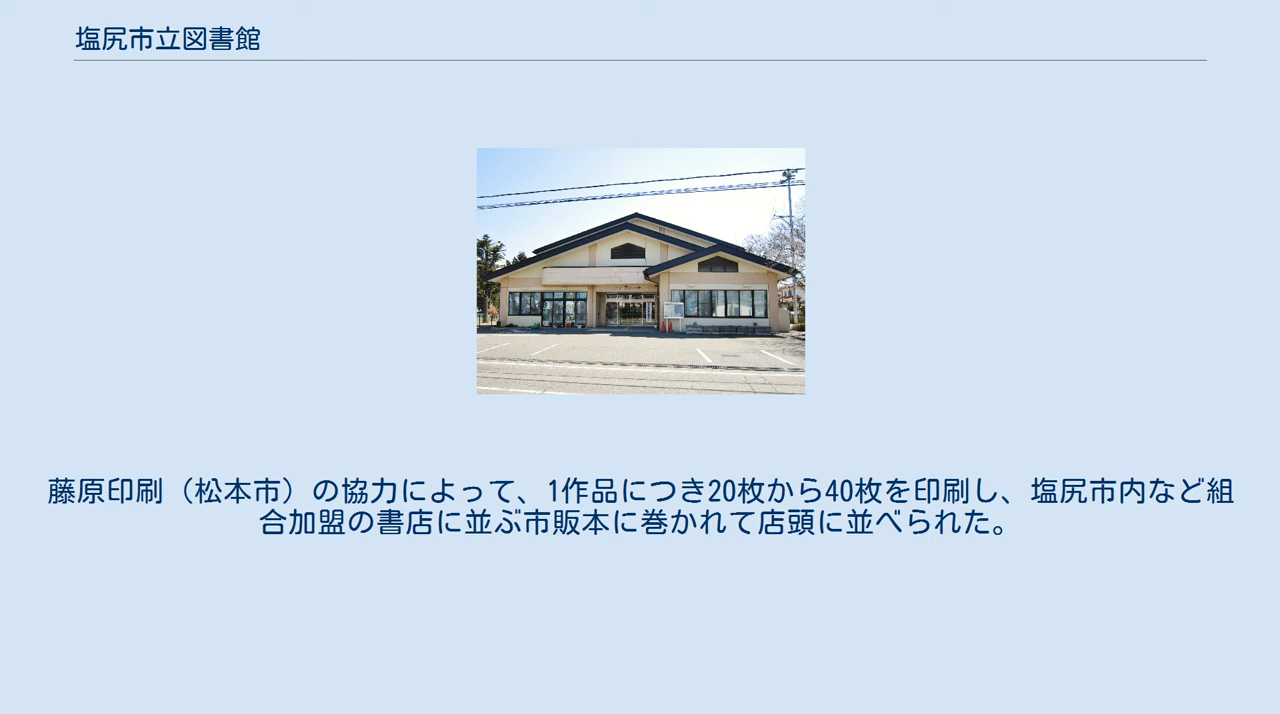 塩尻市立図書館
藤原印刷（松本市）の協力によって、1作品につき20枚から40枚を印刷し、塩尻市内など組
合加盟の書店に並ぶ市販本に巻かれて店頭に並べられた。